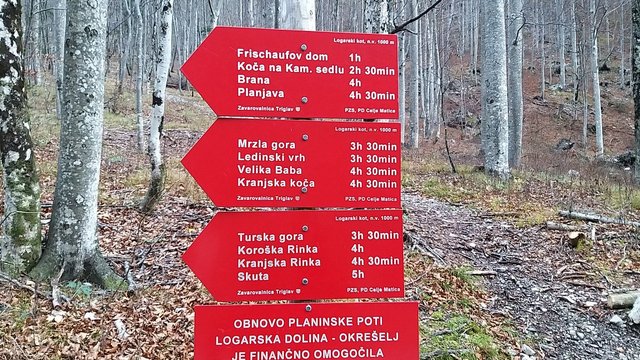 Logarski kot, n.v. 1000 m
Frischaufov dom 1h
Koča na Kam. sedlu 2h 30min
Brana 4h
Planjava 4h 30min
Zavarovalnica Triglav PZS, PD Celje Matica
Logarski kot, n.v. 1000 m
Mrzla gora 3h 30min
Ledinski vrh 3h 30min
Velika Baba 4h 30min
Kranjska koča 4h 30min
Zavarovalnica Triglav PZS, PD Celje Matica
Logarski kot, n.v. 1000 m
Turska gora 3h 30min
Koroška Rinka 4h
Kranjska Rinka 4h 30min
Skuta 5h
Zavarovalnica Triglav PZS, PD Celje Matica
OBNOVO PLANINSKE POTI
LOGARSKA DOLINA - OKREŠELJ
JE FINANČNO OMOGOČILA